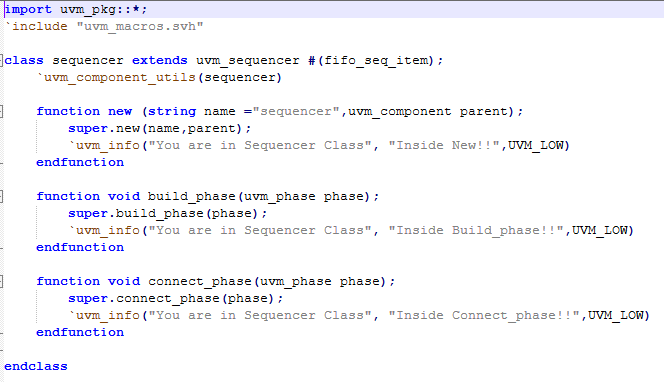 import uvm_pkg::*;
`include "uvm_macros.svh"

class sequencer extends uvm_sequencer #(fifo_seq_item);
    `uvm_component_utils(sequencer)

    function new (string name ="sequencer",uvm_component parent);
        super.new(name,parent);
        `uvm_info("You are in Sequencer Class", "Inside New!!",UVM_LOW)
    endfunction

    function void build_phase(uvm_phase phase);
        super.build_phase(phase);
        `uvm_info("You are in Sequencer Class", "Inside Build_phase!!",UVM_LOW)
    endfunction

    function void connect_phase(uvm_phase phase);
        super.connect_phase(phase);
        `uvm_info("You are in Sequencer Class", "Inside Connect_phase!!",UVM_LOW)
    endfunction

endclass